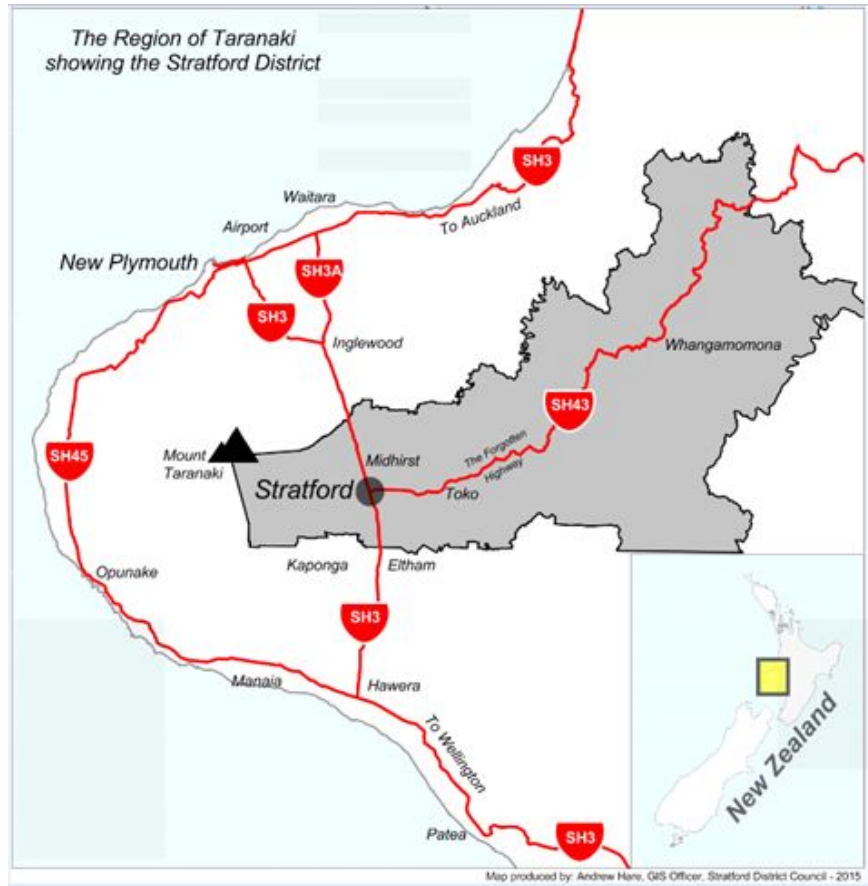 The Region of Taranaki
showing the Stratford District
SH3
Waitara
To Auckland
Airport
New Plymouth
SH3A
SH3
Inglewood
Whangamomona
SH43
SH45
Mount
Taranaki
Midhirst
The Forgotten
Highway
Stratford
Toko
Kaponga
Eltham
Opunake
SH3
Manaia
Hawera
To Wellington
Patea
SH3
New Zealand
Map produced by: Andrew Hare, GIS Officer, Stratford District Council - 2015